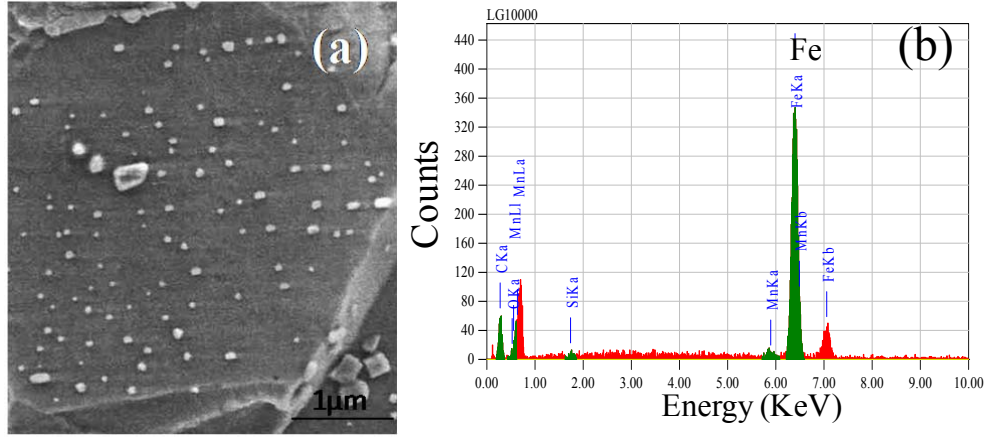 (a)
1μm
LG10000
(b)
Fe
440
400
360
320
280
240
200
160
120
80
40
0
Counts
CKa
OKa
MnLl
MnLa
SiKa
MnKa
FeKa
MnKb
FeKb
0.00 1.00 2.00 3.00 4.00 5.00 6.00 7.00 8.00 9.00 10.00
Energy (KeV)